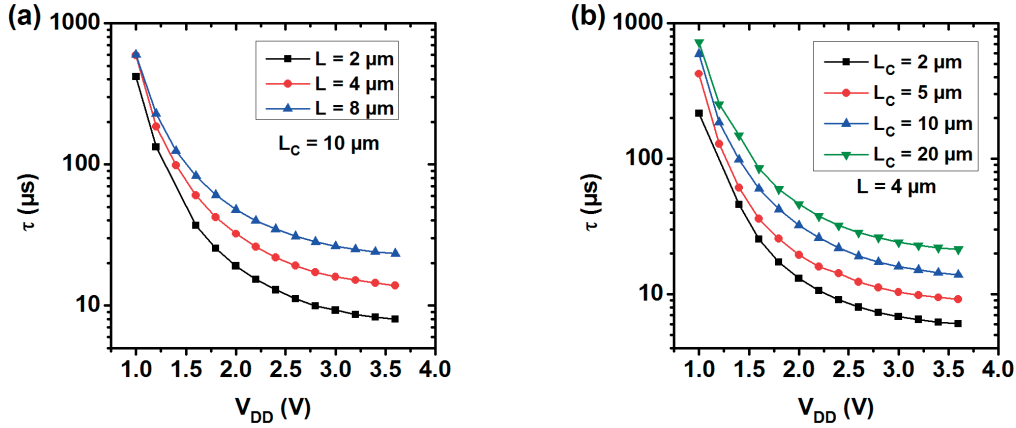 (a)
1000
100
10
τ (µs)
L = 2 µm
L = 4 µm
L = 8 µm
L_C = 10 µm
1.0 1.5 2.0 2.5 3.0 3.5 4.0
V_DD (V)
(b)
1000
100
10
τ (µs)
L_C = 2 µm
L_C = 5 µm
L_C = 10 µm
L_C = 20 µm
L = 4 µm
1.0 1.5 2.0 2.5 3.0 3.5 4.0
V_DD (V)